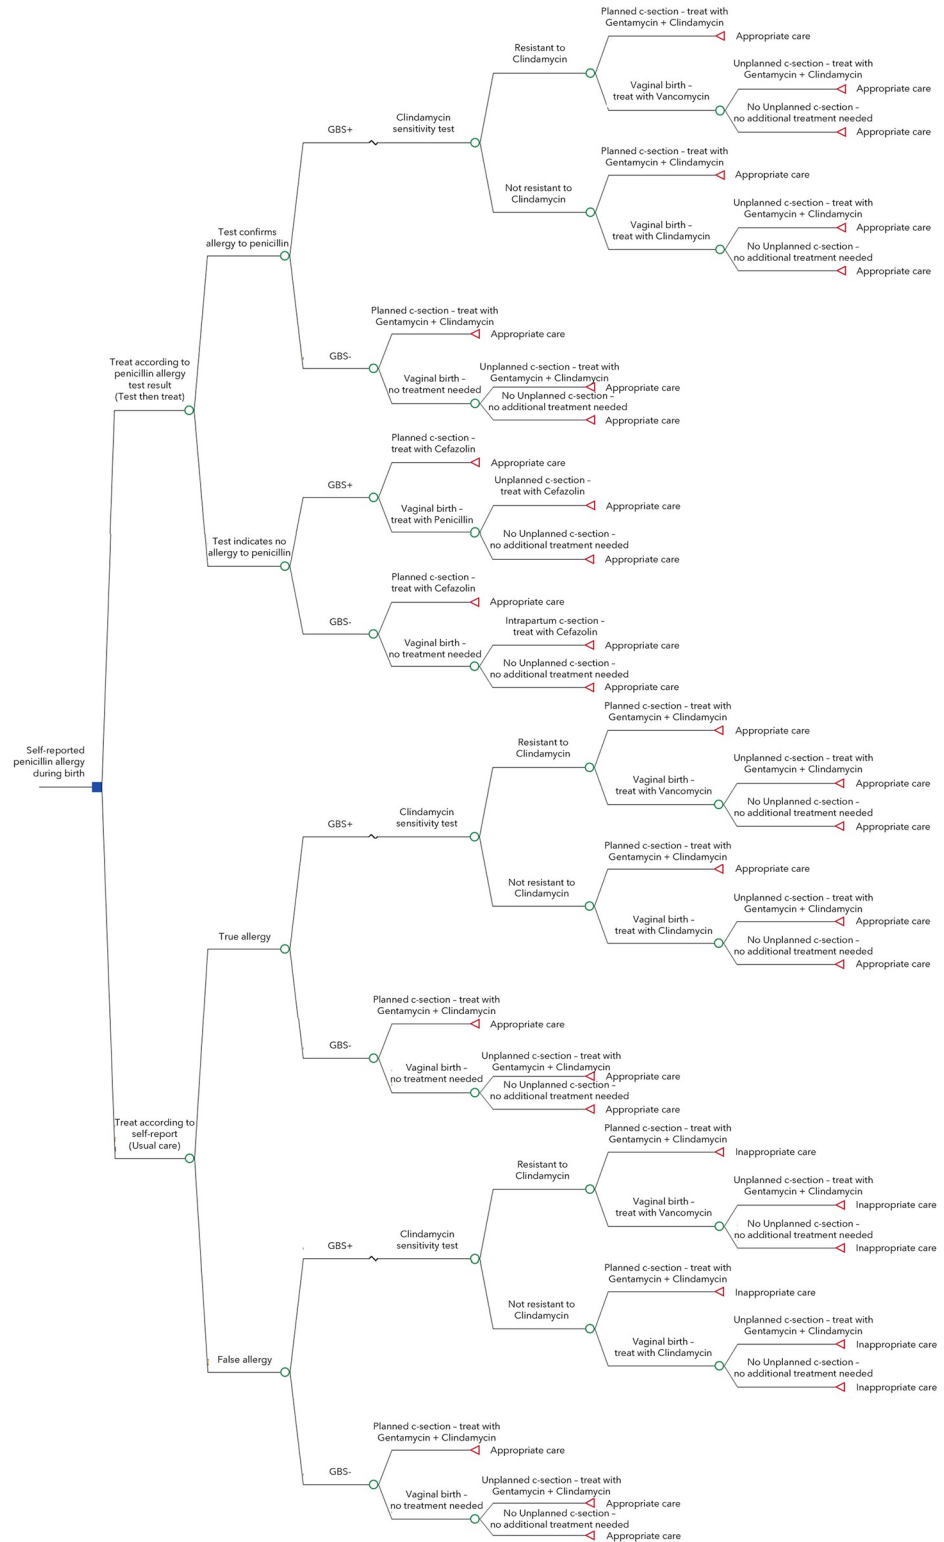 Planned c-section – treat with
Gentamycin + Clindamycin
Appropriate care
Resistant to
Clindamycin
Unplanned c-section – treat with
Gentamycin + Clindamycin
Appropriate care
Vaginal birth –
treat with Vancomycin
No Unplanned c-section –
no additional treatment needed
Appropriate care
GBS+
Clindamycin
sensitivity test
Planned c-section – treat with
Gentamycin + Clindamycin
Appropriate care
Not resistant to
Clindamycin
Unplanned c-section – treat with
Gentamycin + Clindamycin
Appropriate care
Vaginal birth –
treat with Clindamycin
No Unplanned c-section –
no additional treatment needed
Appropriate care
Test confirms
allergy to penicillin
Planned c-section – treat with
Gentamycin + Clindamycin
Appropriate care
GBS-
Unplanned c-section – treat with
Gentamycin + Clindamycin
Appropriate care
Vaginal birth –
no treatment needed
No Unplanned c-section –
no additional treatment needed
Appropriate care
Treat according to
penicillin allergy
test result
(Test then treat)
Planned c-section –
treat with Cefazolin
Appropriate care
GBS+
Unplanned c-section –
treat with Cefazolin
Appropriate care
Vaginal birth –
treat with Penicillin
No Unplanned c-section –
no additional treatment needed
Appropriate care
Test indicates no
allergy to penicillin
Planned c-section –
treat with Cefazolin
Appropriate care
GBS-
Intrapartum c-section –
treat with Cefazolin
Appropriate care
Vaginal birth –
no treatment needed
No Unplanned c-section –
no additional treatment needed
Appropriate care
Self-reported
penicillin allergy
during birth
Planned c-section – treat with
Gentamycin + Clindamycin
Appropriate care
Resistant to
Clindamycin
Unplanned c-section – treat with
Gentamycin + Clindamycin
Appropriate care
Vaginal birth –
treat with Vancomycin
No Unplanned c-section –
no additional treatment needed
Appropriate care
GBS+
Clindamycin
sensitivity test
Planned c-section – treat with
Gentamycin + Clindamycin
Appropriate care
Not resistant to
Clindamycin
Unplanned c-section – treat with
Gentamycin + Clindamycin
Appropriate care
Vaginal birth –
treat with Clindamycin
No Unplanned c-section –
no additional treatment needed
Appropriate care
True allergy
Planned c-section – treat with
Gentamycin + Clindamycin
Appropriate care
GBS-
Unplanned c-section – treat with
Gentamycin + Clindamycin
Appropriate care
Vaginal birth –
no treatment needed
No Unplanned c-section –
no additional treatment needed
Appropriate care
Treat according to
self-report
(Usual care)
Planned c-section – treat with
Gentamycin + Clindamycin
Inappropriate care
Resistant to
Clindamycin
Unplanned c-section – treat with
Gentamycin + Clindamycin
Inappropriate care
Vaginal birth –
treat with Vancomycin
No Unplanned c-section –
no additional treatment needed
Inappropriate care
GBS+
Clindamycin
sensitivity test
Planned c-section – treat with
Gentamycin + Clindamycin
Inappropriate care
Not resistant to
Clindamycin
Unplanned c-section – treat with
Gentamycin + Clindamycin
Inappropriate care
Vaginal birth –
treat with Clindamycin
No Unplanned c-section –
no additional treatment needed
Inappropriate care
False allergy
Planned c-section – treat with
Gentamycin + Clindamycin
Appropriate care
GBS-
Unplanned c-section – treat with
Gentamycin + Clindamycin
Appropriate care
Vaginal birth –
no treatment needed
No Unplanned c-section –
no additional treatment needed
Appropriate care